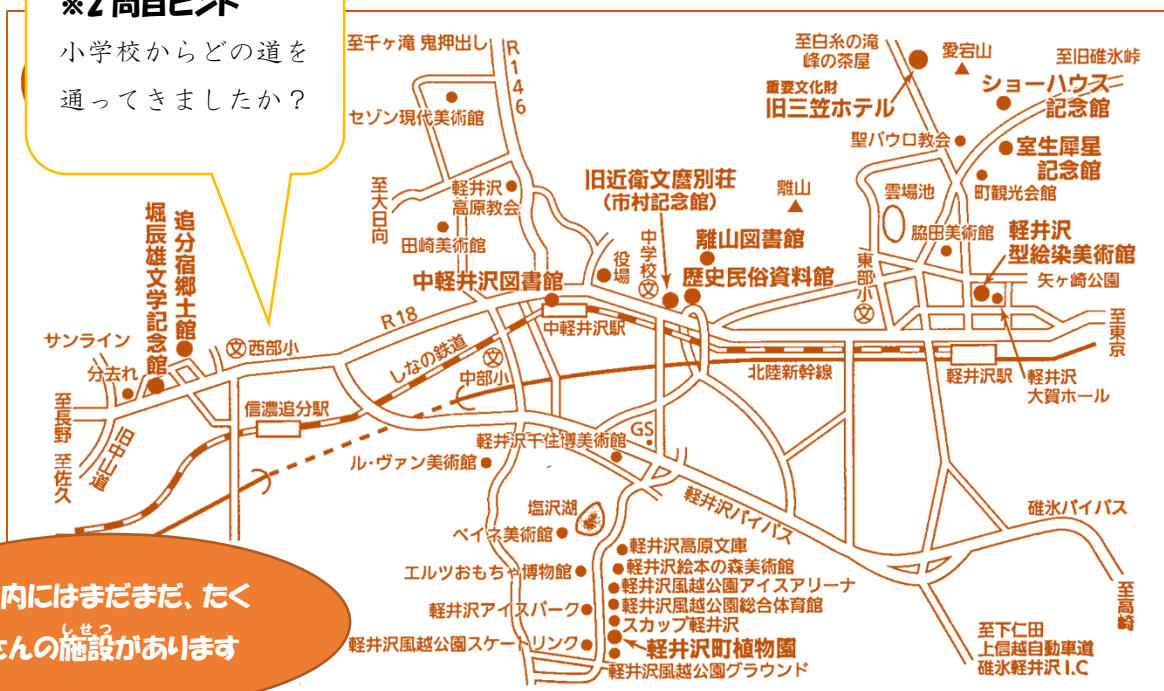 ※2問目ヒント
小学校からどの道を
通ってきましたか？
至千ヶ滝 鬼押出し
R146
セゾン現代美術館
至大日向
軽井沢
高原教会
田崎美術館
至白糸の滝
峰の茶屋
愛宕山
至旧碓氷峠
重要文化財
旧三笠ホテル
ショーハウス
記念館
聖パウロ教会
室生犀星
記念館
町観光会館
雲場池
旧近衛文麿別荘
（市村記念館）
離山
離山図書館
脇田美術館
軽井沢
型絵染美術館
矢ヶ崎公園
役場
中学校
文
歴史民俗資料館
東部小
文
至東京
中軽井沢図書館
中軽井沢駅
追分宿郷土館
堀辰雄文学記念館
サンライン
分去れ
文西部小
R18
しなの鉄道
文
中部小
北陸新幹線
軽井沢駅
軽井沢
大賀ホール
至長野
至佐久
旧中山道
信濃追分駅
軽井沢千住博美術館
GS
ル・ヴァン美術館
軽井沢バイパス
碓氷バイパス
塩沢湖
ペイネ美術館
エルツおもちゃ博物館
軽井沢アイスパーク
軽井沢風越公園スケートリンク
軽井沢高原文庫
軽井沢絵本の森美術館
軽井沢風越公園アイスアリーナ
軽井沢風越公園総合体育館
スカップ軽井沢
軽井沢町植物園
軽井沢風越公園グラウンド
至高崎
至下仁田
上信越自動車道
碓氷軽井沢I.C
内にはまだまだ、たく
さんの施設があります
しせつ